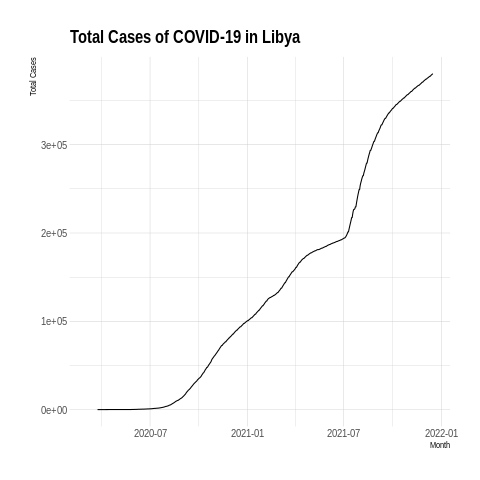 Total Cases of COVID-19 in Libya
Total Cases
3e+05
2e+05
1e+05
0e+00
2020-07 2021-01 2021-07 2022-01
Month